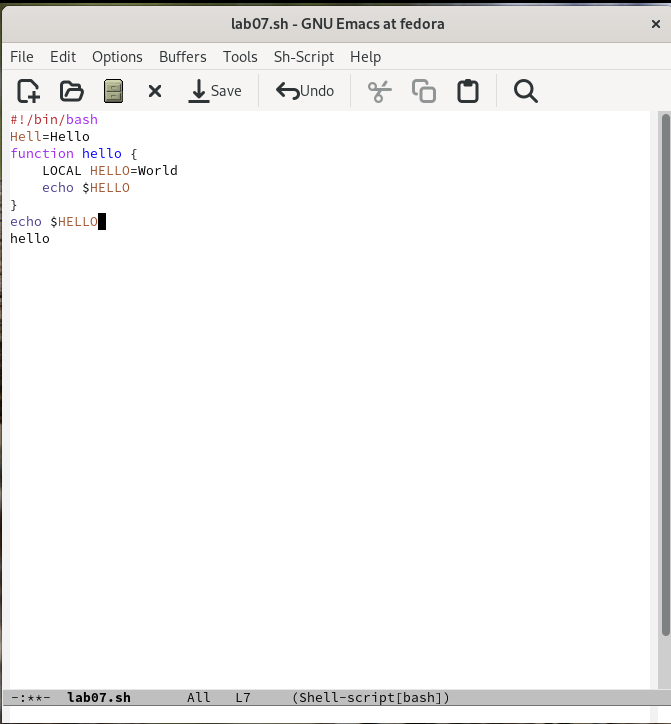 lab07.sh - GNU Emacs at fedora
File Edit Options Buffers Tools Sh-Script Help
Save Undo
#!/bin/bash
Hell=Hello
function hello {
    LOCAL HELLO=World
    echo $HELLO
}
echo $HELLO
hello
-:**-  lab07.sh       All   L7     (Shell-script[bash])